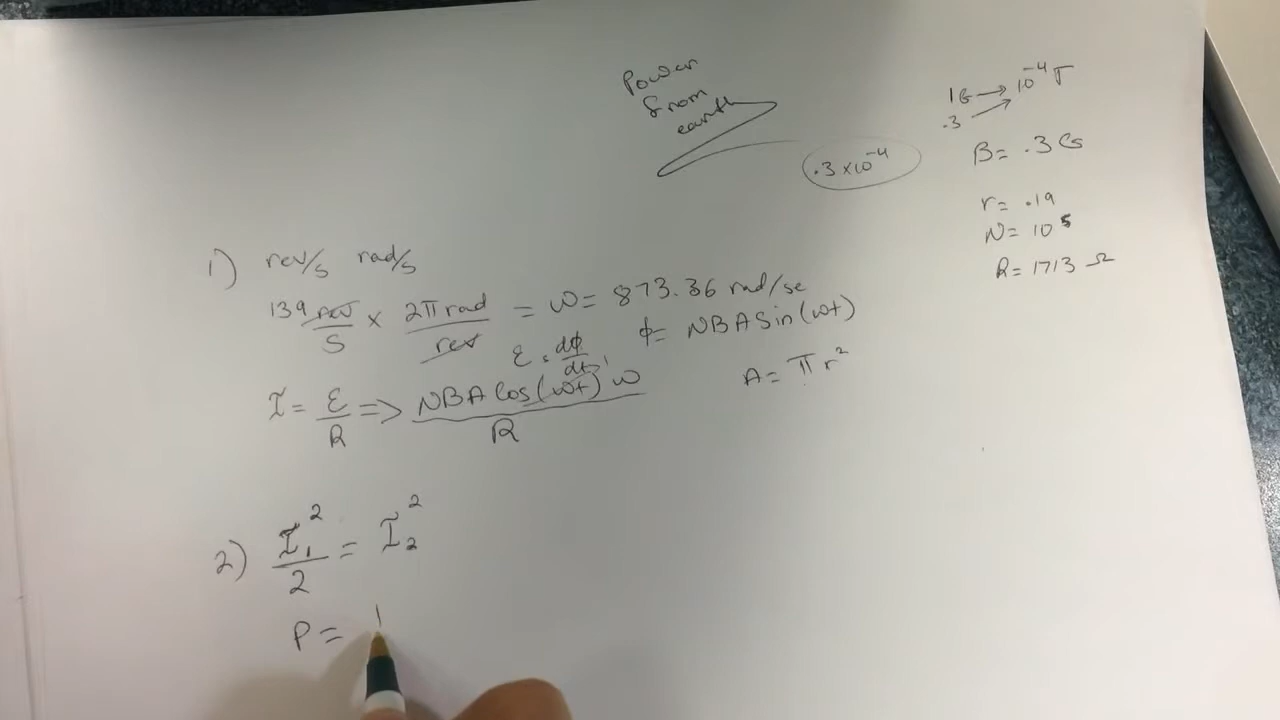 Power
from
earth
1G → 10⁻⁴ T
.3
.3 × 10⁻⁴
B = .3 G
r = .19
N = 10⁵
R = 1713 Ω
1) rev/s rad/s
139 rev/s × 2π rad/rev = ω = 873.36 rad/se
ε = dφ/dt, φ = NBA Sin(ωt)
I = ε/R => NBA Cos(ωt) ω/R
A = πr²
2) I₁²/2 = I₂²
P =